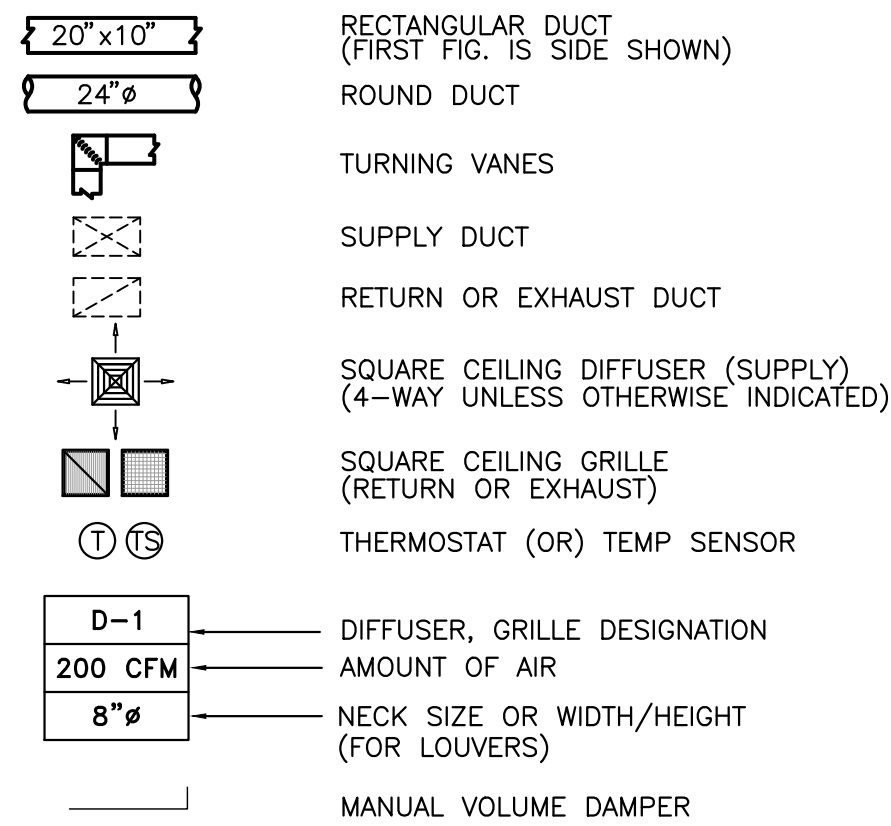 20"x10" RECTANGULAR DUCT
(FIRST FIG. IS SIDE SHOWN)
24"ø ROUND DUCT
TURNING VANES
SUPPLY DUCT
RETURN OR EXHAUST DUCT
SQUARE CEILING DIFFUSER (SUPPLY)
(4-WAY UNLESS OTHERWISE INDICATED)
SQUARE CEILING GRILLE
(RETURN OR EXHAUST)
T TS THERMOSTAT (OR) TEMP SENSOR
D-1 DIFFUSER, GRILLE DESIGNATION
200 CFM AMOUNT OF AIR
8"ø NECK SIZE OR WIDTH/HEIGHT
(FOR LOUVERS)
MANUAL VOLUME DAMPER